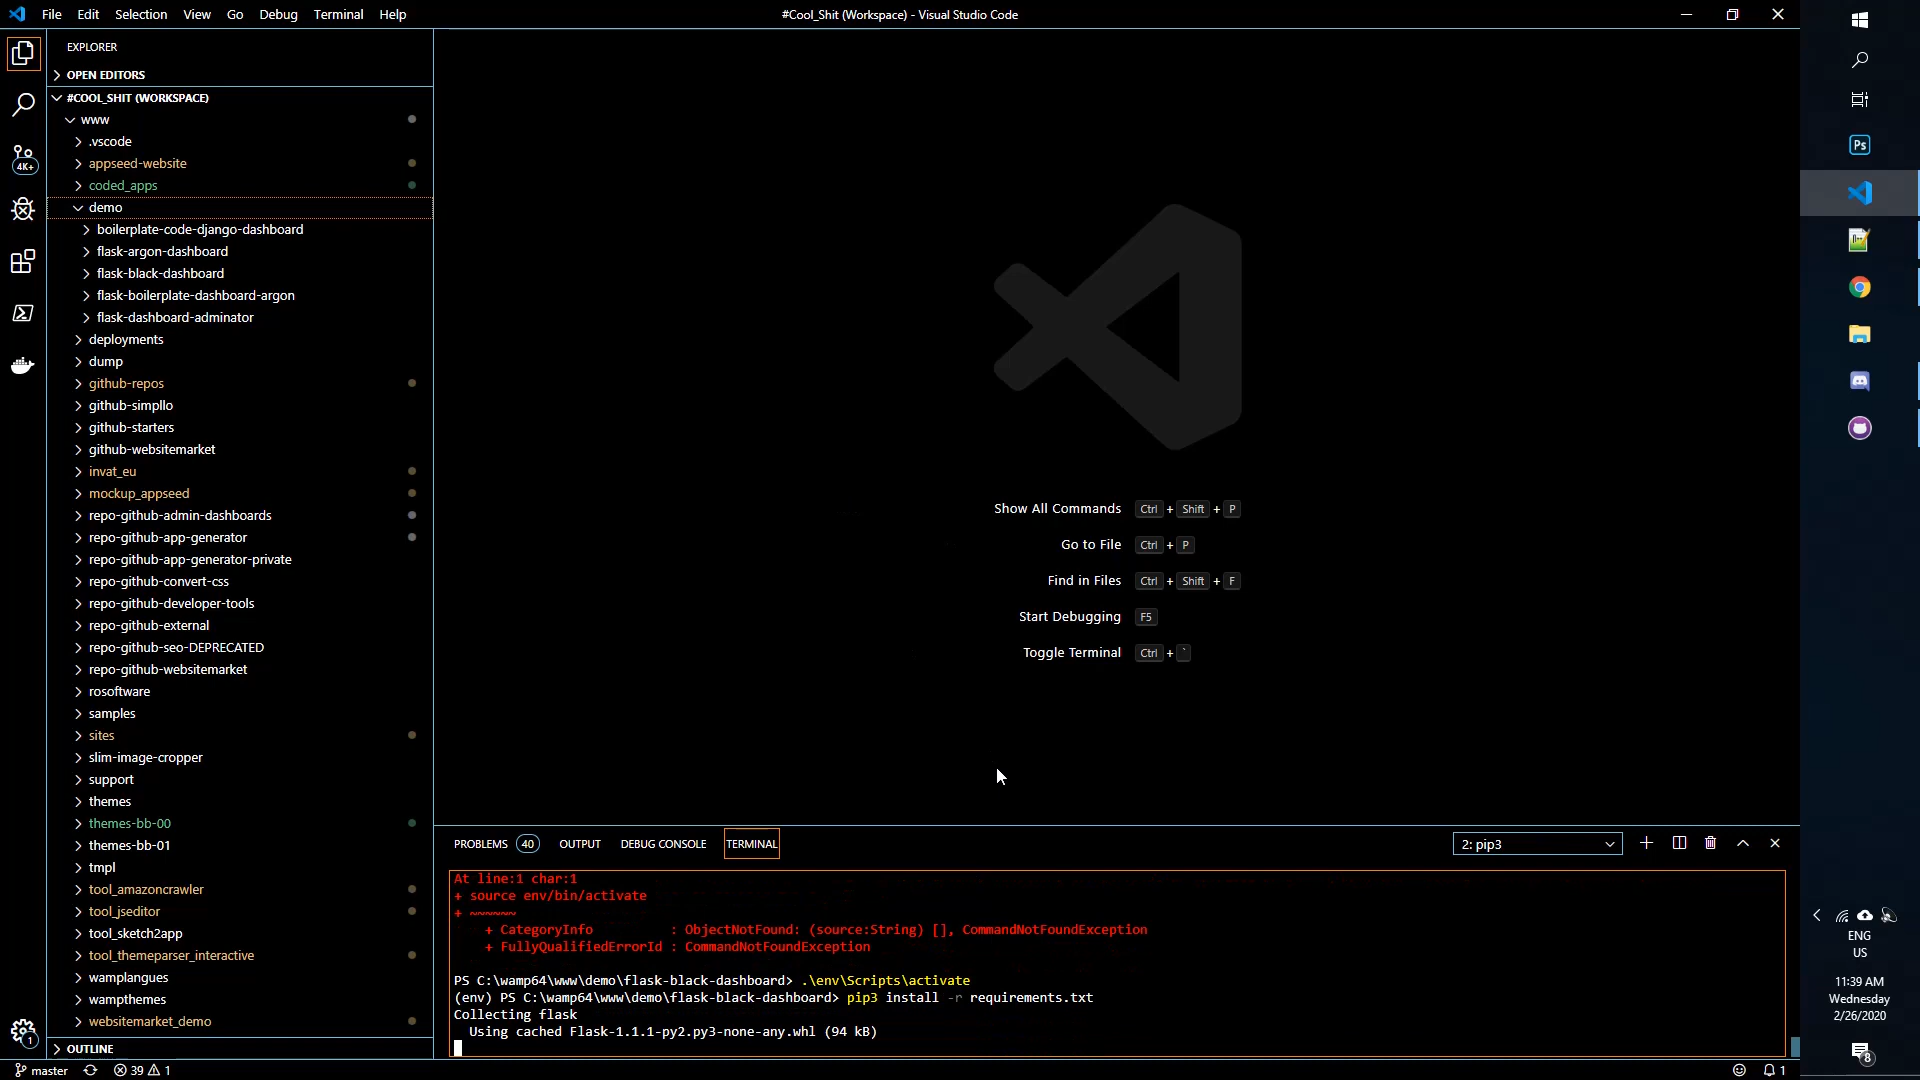 File Edit Selection View Go Debug Terminal Help
#Cool_Shit (Workspace) - Visual Studio Code
EXPLORER
OPEN EDITORS
#COOL_SHIT (WORKSPACE)
www
.vscode
appseed-website
coded_apps
demo
boilerplate-code-django-dashboard
flask-argon-dashboard
flask-black-dashboard
flask-boilerplate-dashboard-argon
flask-dashboard-adminator
deployments
dump
github-repos
github-simpllo
github-starters
github-websitemarket
invat_eu
mockup_appseed
repo-github-admin-dashboards
repo-github-app-generator
repo-github-app-generator-private
repo-github-convert-css
repo-github-developer-tools
repo-github-external
repo-github-seo-DEPRECATED
repo-github-websitemarket
rosoftware
samples
sites
slim-image-cropper
support
themes
themes-bb-00
themes-bb-01
tmpl
tool_amazoncrawler
tool_jseditor
tool_sketch2app
tool_themeparser_interactive
wamplangues
wampthemes
websitemarket_demo
OUTLINE
4K+
1
Show All Commands Ctrl + Shift + P
Go to File Ctrl + P
Find in Files Ctrl + Shift + F
Start Debugging F5
Toggle Terminal Ctrl + `
PROBLEMS 40 OUTPUT DEBUG CONSOLE TERMINAL
2: pip3
At line:1 char:1
+ source env/bin/activate
+ ~~~~~~
+ CategoryInfo : ObjectNotFound: (source:String) [], CommandNotFoundException
+ FullyQualifiedErrorId : CommandNotFoundException
PS C:\wamp64\www\demo\flask-black-dashboard> .\env\Scripts\activate
(env) PS C:\wamp64\www\demo\flask-black-dashboard> pip3 install -r requirements.txt
Collecting flask
Using cached Flask-1.1.1-py2.py3-none-any.whl (94 kB)
master 39 1
1
Ps
ENG
US
11:39 AM
Wednesday
2/26/2020
8